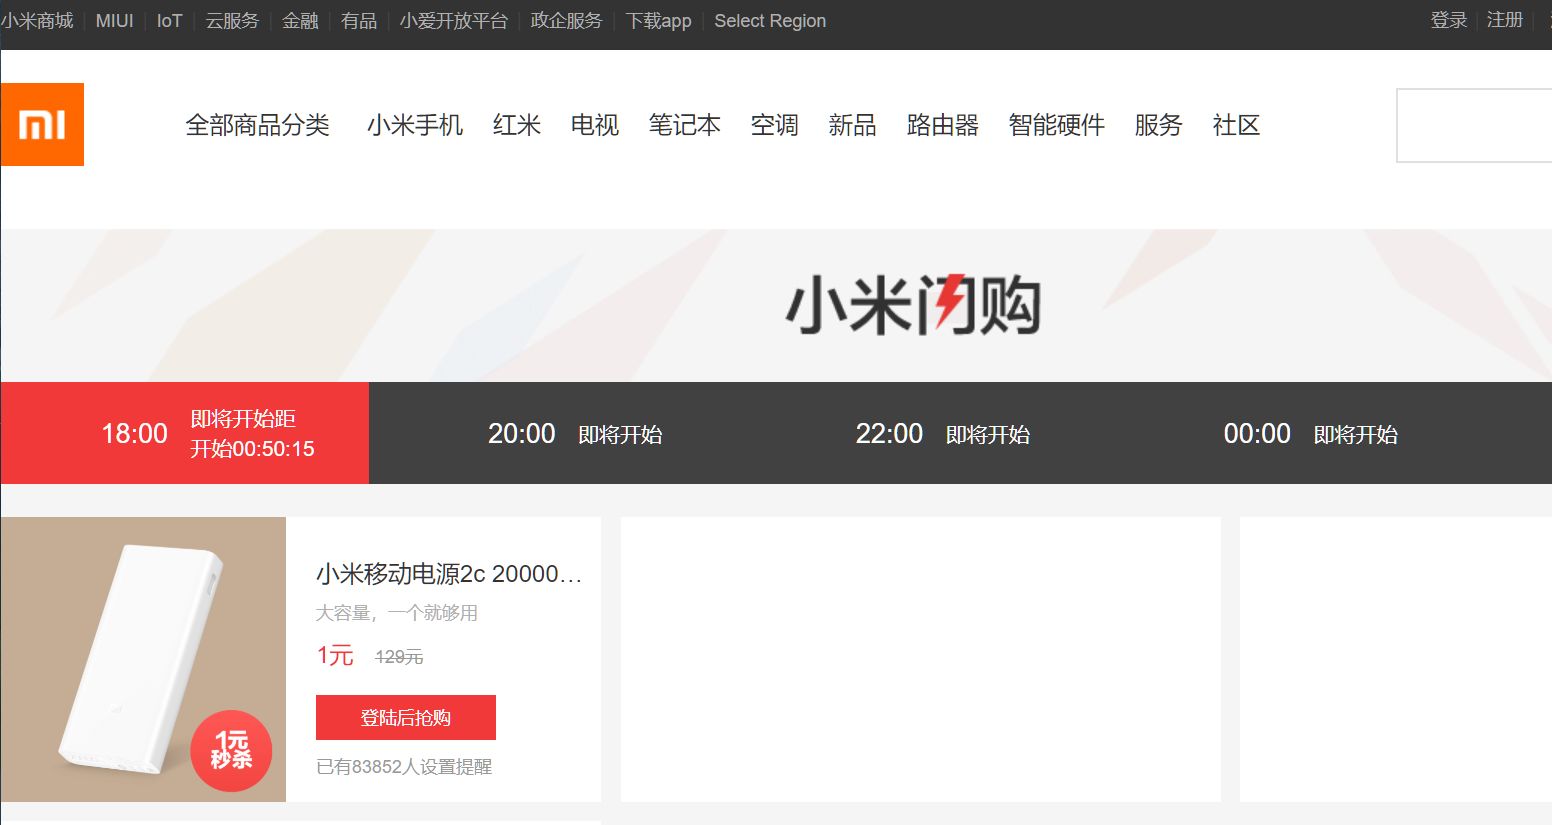 小米商城 MIUI IoT 云服务 金融 有品 小爱开放平台 政企服务 下载app Select Region 登录 注册
mi
全部商品分类 小米手机 红米 电视 笔记本 空调 新品 路由器 智能硬件 服务 社区
小米闪购
18:00 即将开始距
开始00:50:15
20:00 即将开始
22:00 即将开始
00:00 即将开始
小米移动电源2c 20000...
大容量，一个就够用
1元 129元
登陆后抢购
已有83852人设置提醒
1元
秒杀